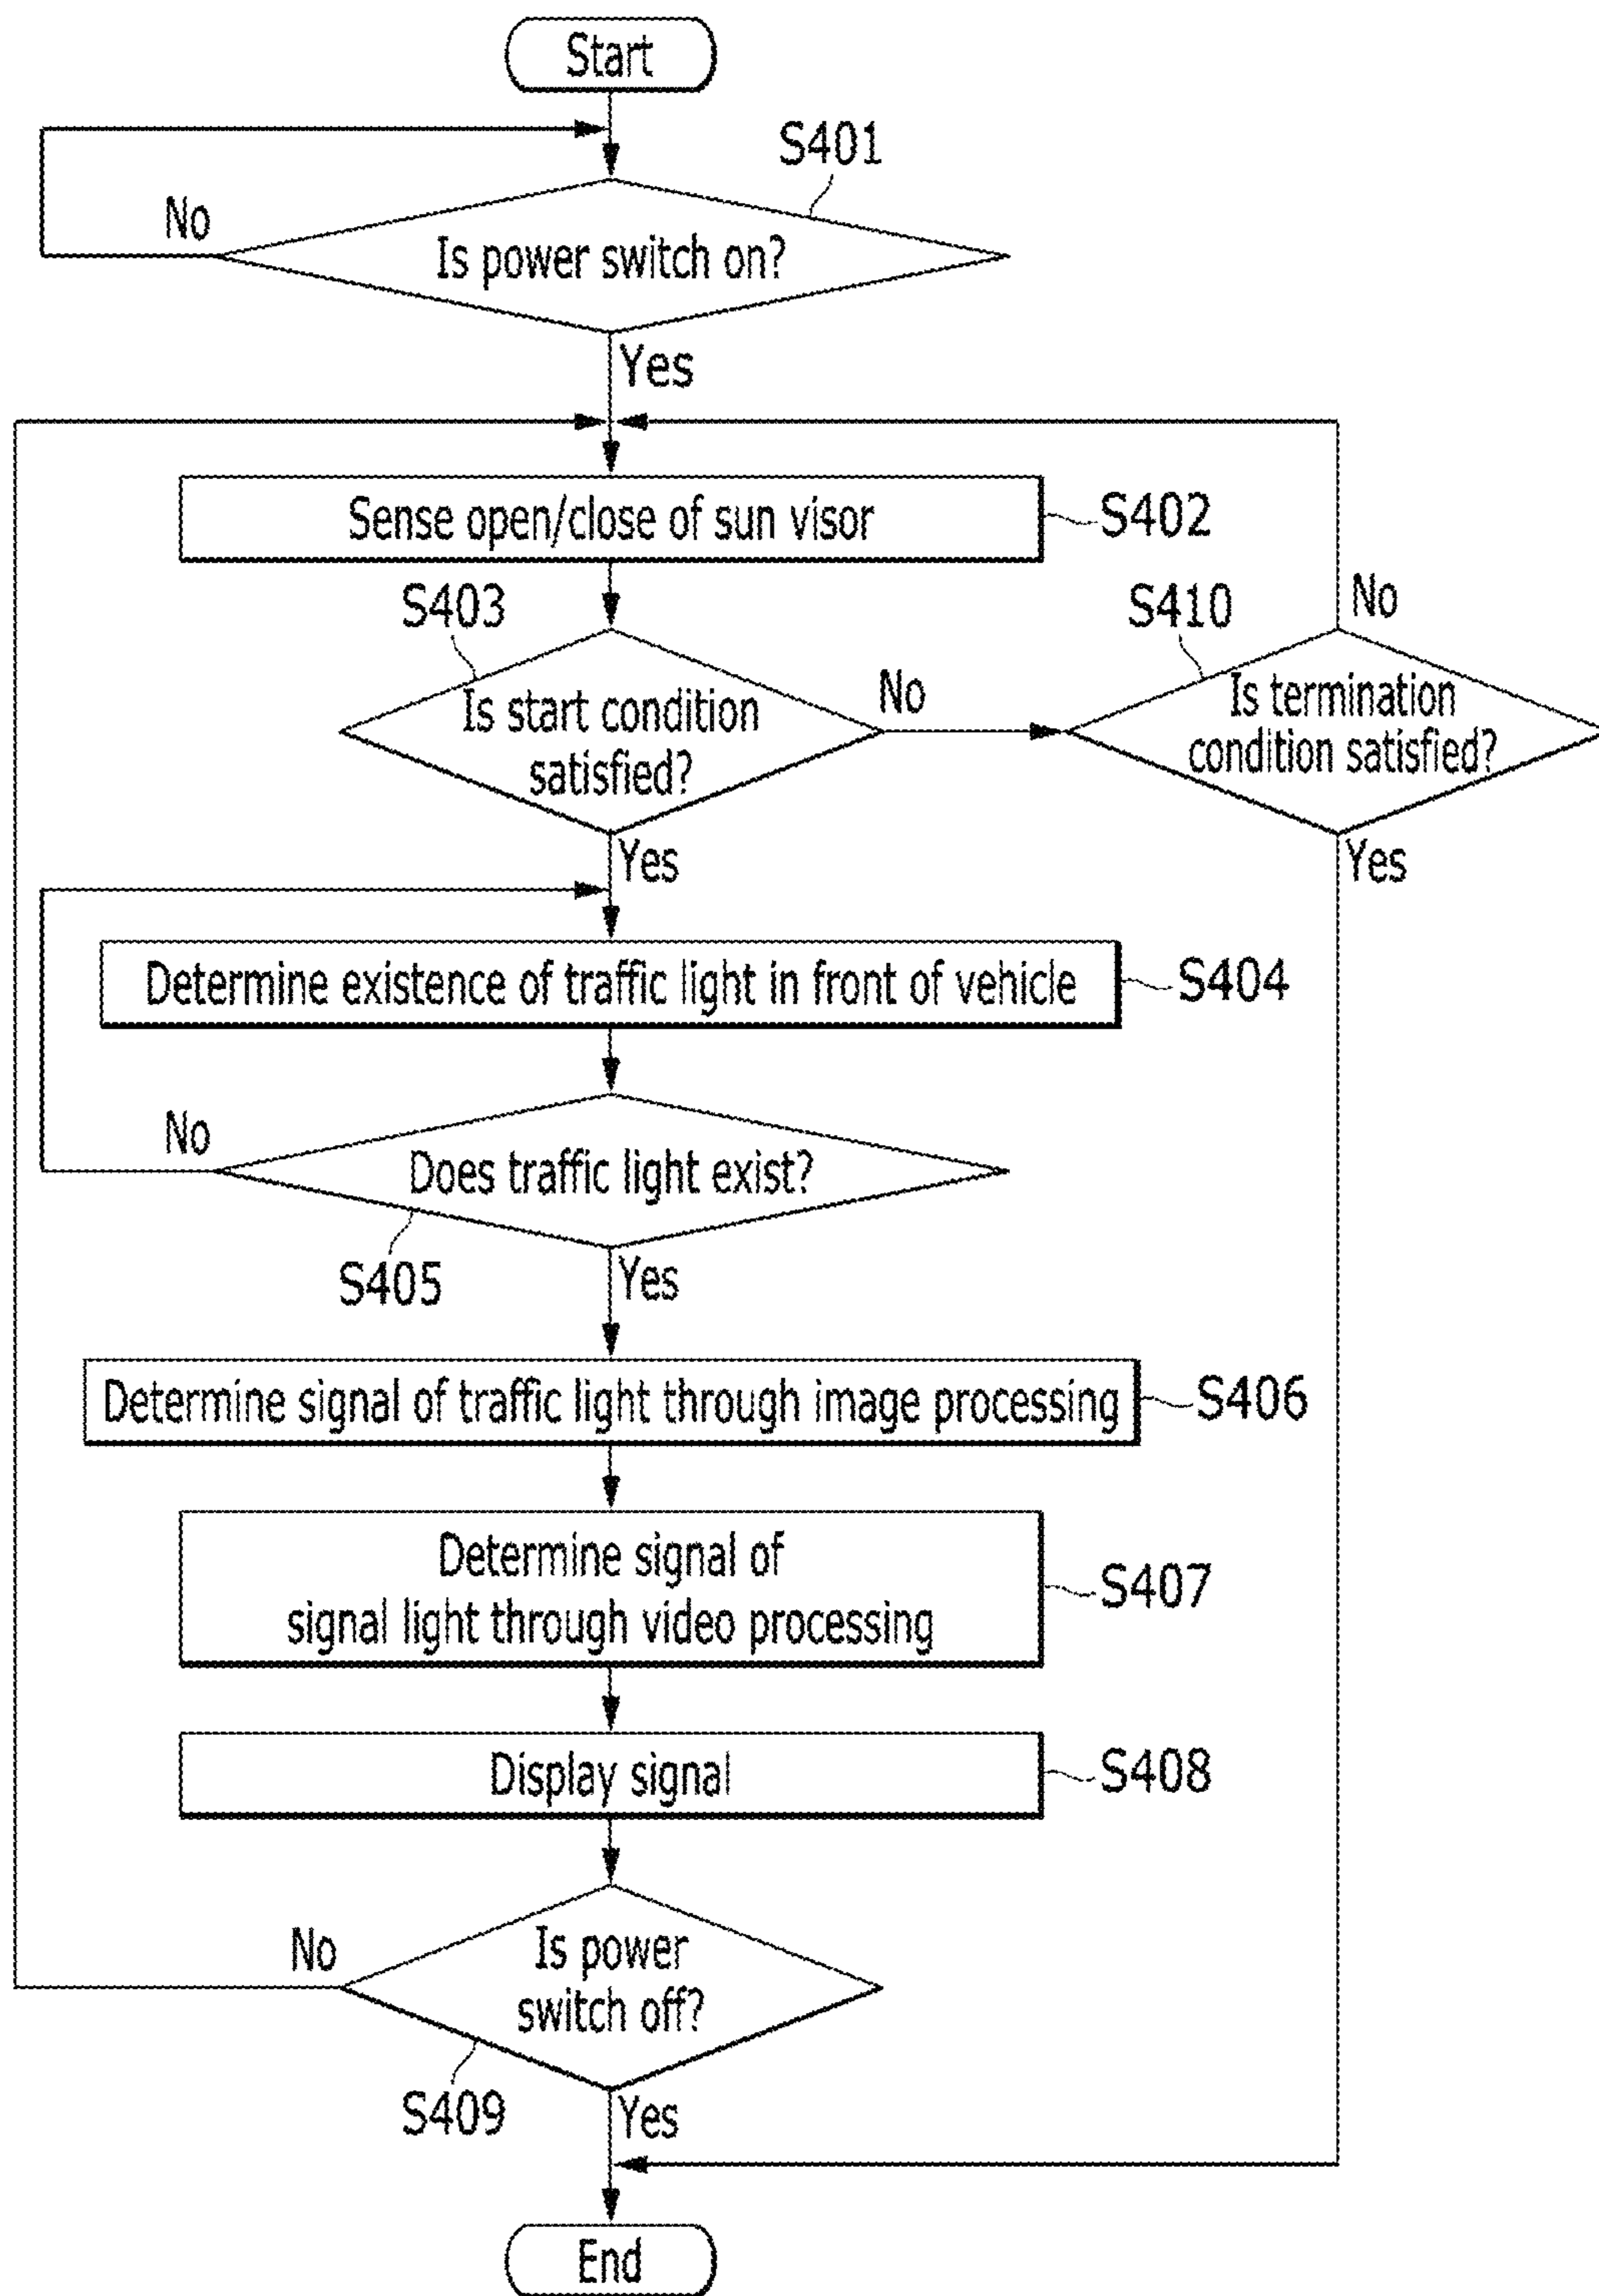 Start
S401
No
Is power switch on?
Yes
Sense open/close of sun visor
S402
S403
S410
No
Is start condition
satisfied?
No
Is termination
condition satisfied?
Yes
Yes
Determine existence of traffic light in front of vehicle
S404
No
Does traffic light exist?
S405
Yes
Determine signal of traffic light through image processing
S406
Determine signal of
signal light through video processing
S407
Display signal
S408
No
Is power
switch off?
S409
Yes
End